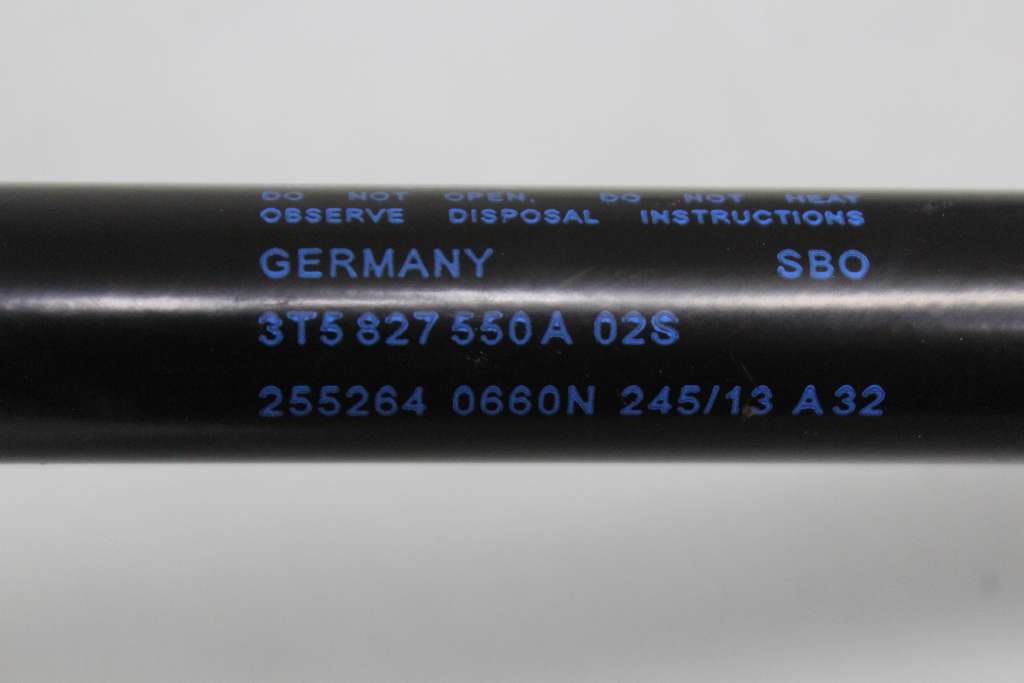 DO NOT OPEN. DO NOT HEAT
OBSERVE DISPOSAL INSTRUCTIONS
GERMANY SBO
3T5 827 550 A 02S
255264 0660N 245/13 A32